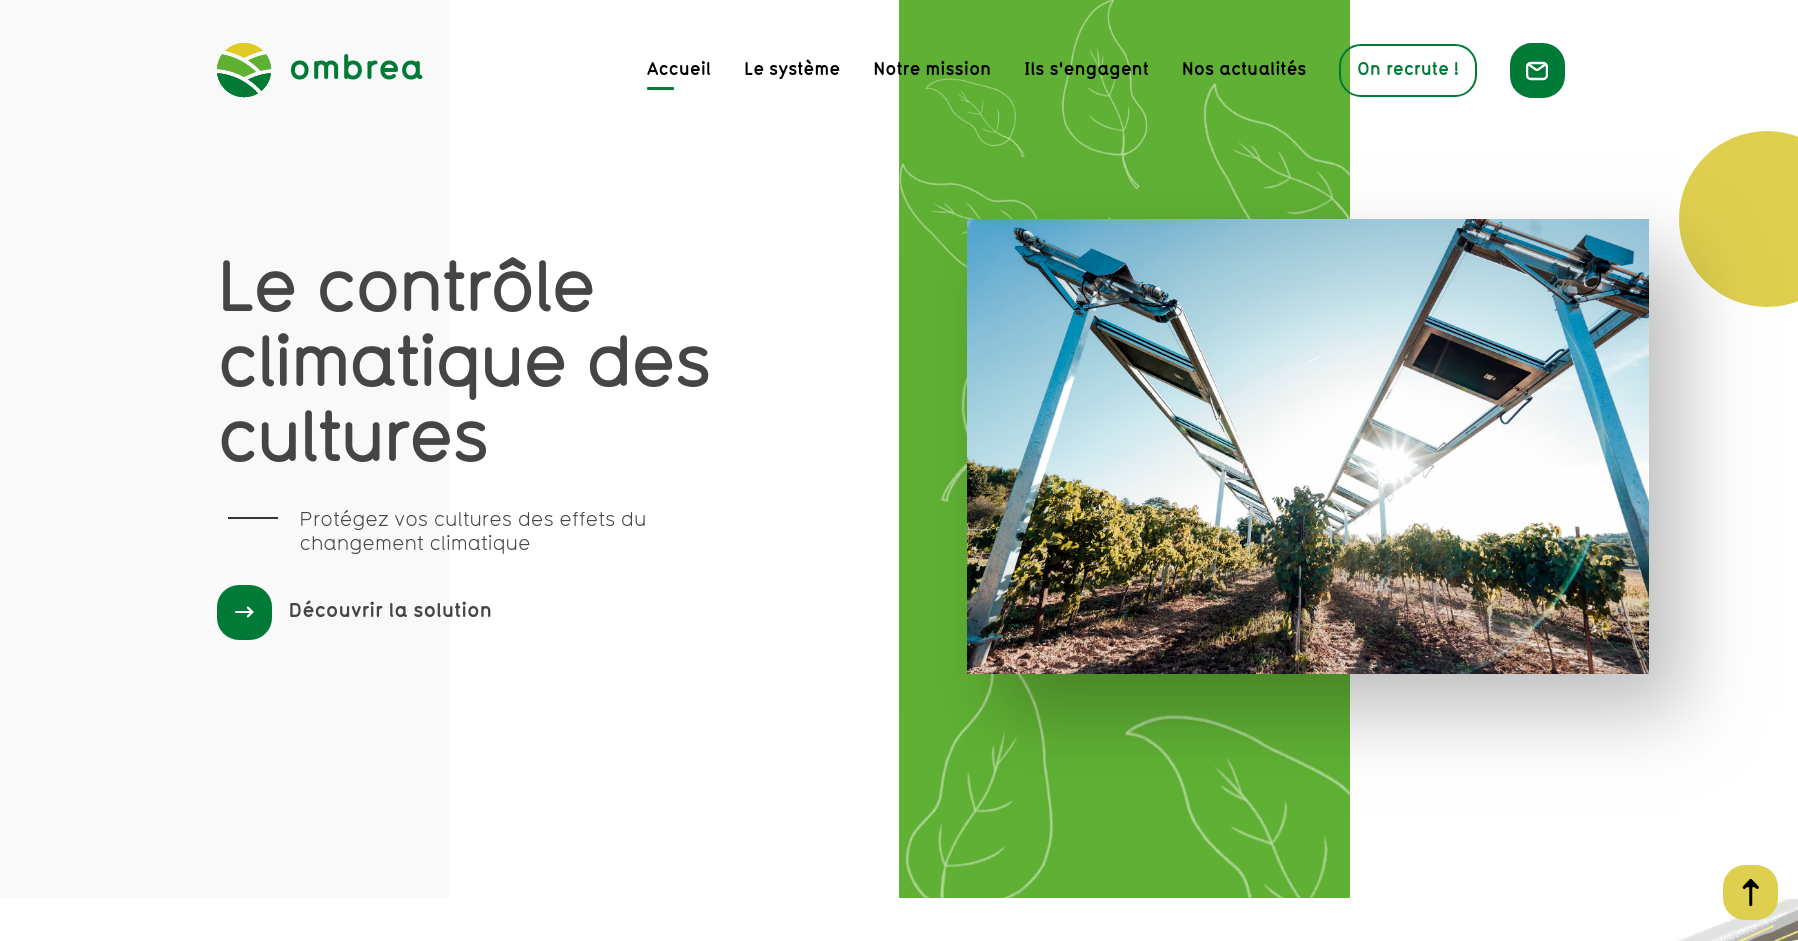 ombrea
Accueil
Le système
Notre mission
Ils s'engagent
Nos actualités
On recrute !
Le contrôle
climatique des
cultures
Protégez vos cultures des effets du
changement climatique
Découvrir la solution